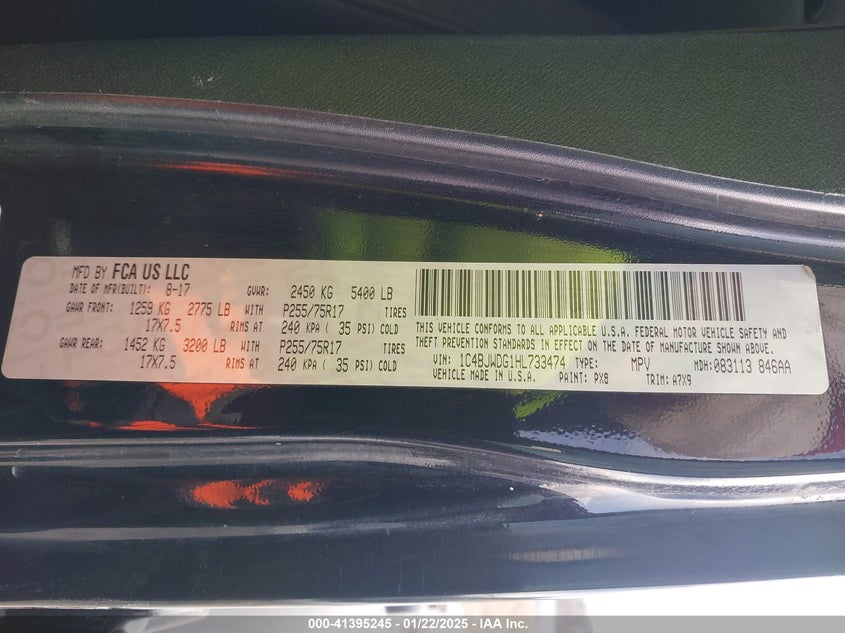 MFD BY FCA US LLC
DATE OF MFR(BUILT): 8-17 GVWR: 2450 KG 5400 LB
GAWR FRONT: 1259 KG 2775 LB WITH P255/75R17 TIRES
17X7.5 RIMS AT 240 KPA ( 35 PSI) COLD
GAWR REAR: 1452 KG 3200 LB WITH P255/75R17 TIRES
17X7.5 RIMS AT 240 KPA ( 35 PSI) COLD
THIS VEHICLE CONFORMS TO ALL APPLICABLE U.S.A. FEDERAL MOTOR VEHICLE SAFETY AND
THEFT PREVENTION STANDARDS IN EFFECT ON THE DATE OF MANUFACTURE SHOWN ABOVE.
VIN: 1C4BJWDG1HL733474 TYPE: MPV MDH: 083113 846AA
VEHICLE MADE IN U.S.A. PAINT: PX8 TRIM: A7X9
000-41395245 - 01/22/2025 - IAA Inc.